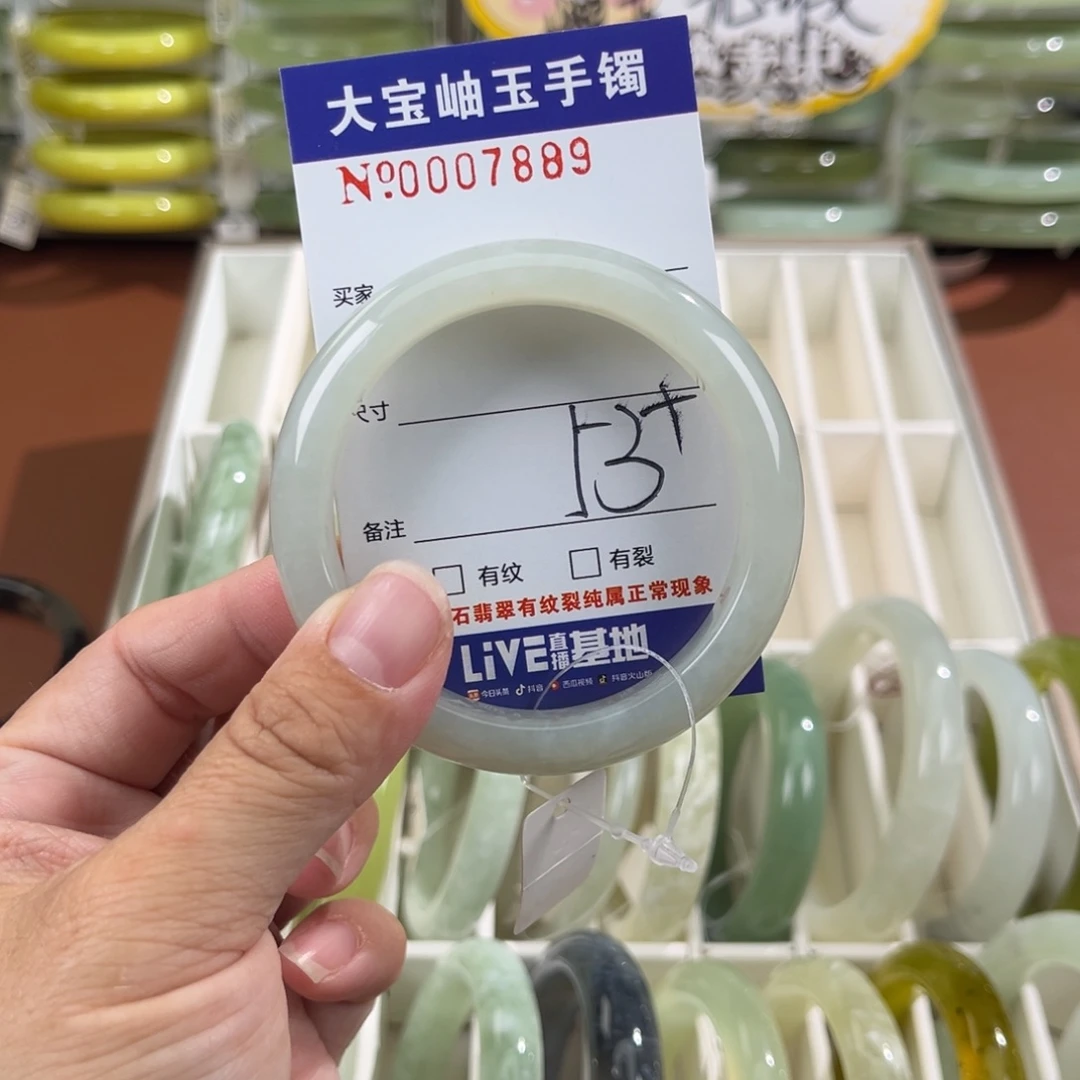 大宝岫玉手镯
№0007889
买家
尺寸
备注
□ 有纹 □ 有裂
石翡翠有纹裂纯属正常现象
LiVE直播基地
今日头条 抖音 西瓜视频 抖音火山版